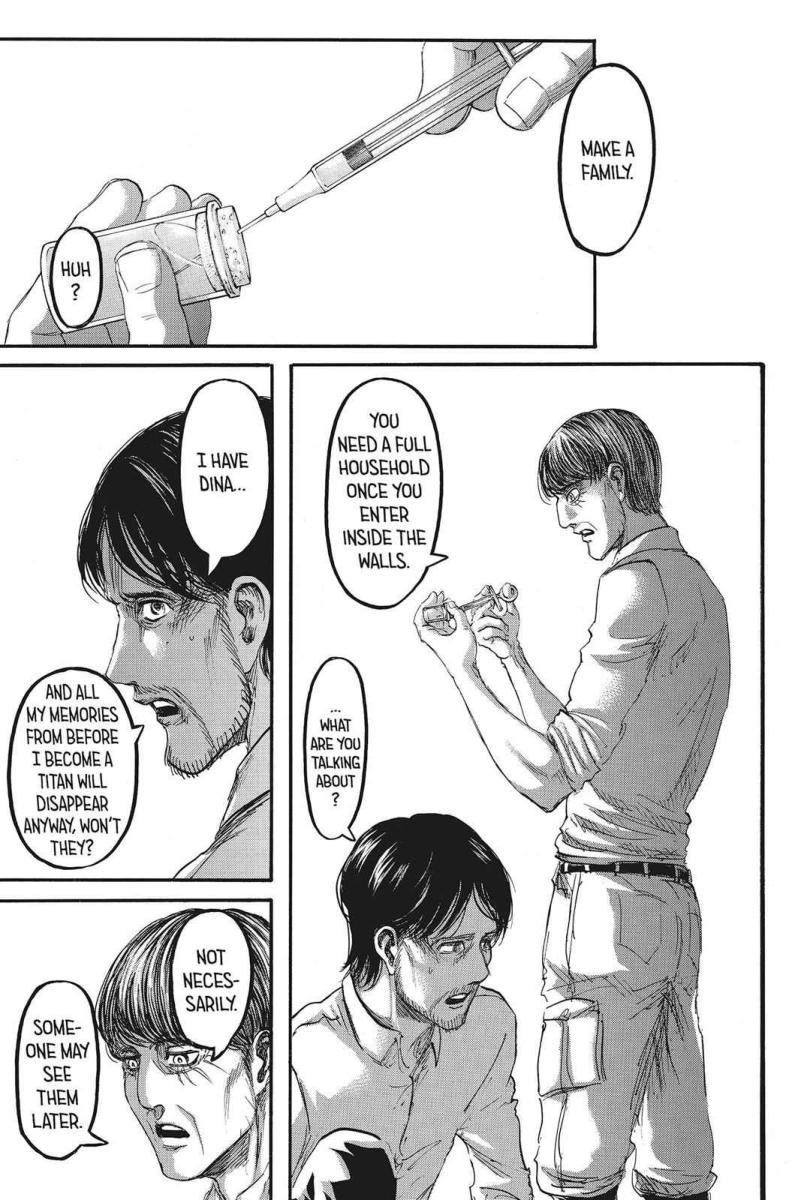 MAKE A
FAMILY.
HUH
?
YOU
NEED A FULL
HOUSEHOLD
ONCE YOU
ENTER
INSIDE THE
WALLS.
...
WHAT
ARE YOU
TALKING
ABOUT
?
I HAVE
DINA...
AND ALL
MY MEMORIES
FROM BEFORE
I BECOME A
TITAN WILL
DISAPPEAR
ANYWAY, WON'T
THEY?
NOT
NECES-
SARILY.
SOME-
ONE MAY
SEE
THEM
LATER.